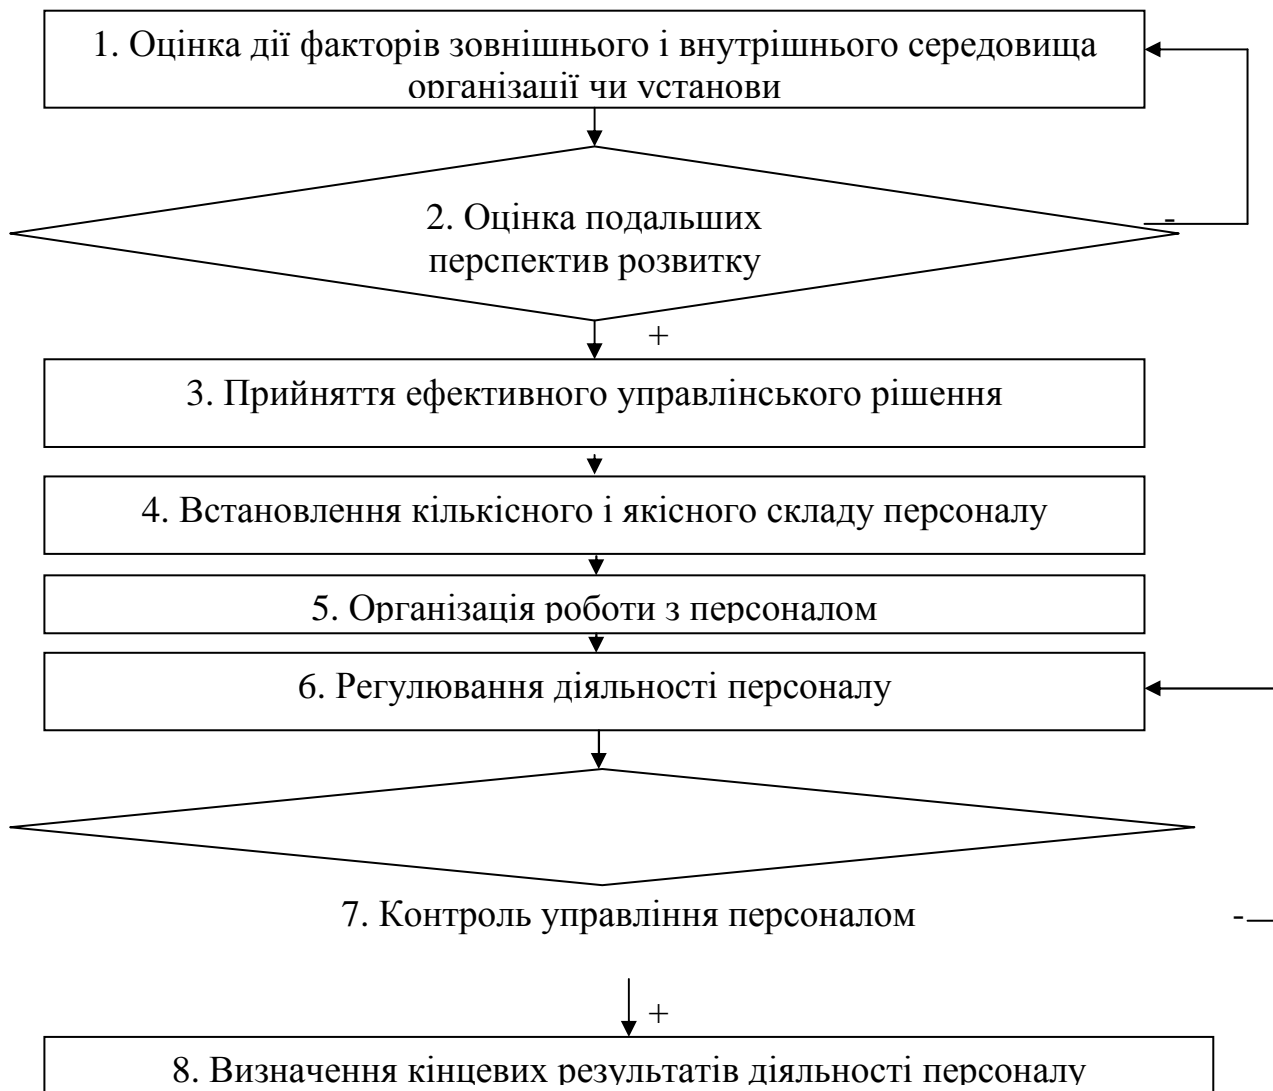 1. Оцінка дії факторів зовнішнього і внутрішнього середовища
організації чи установи
2. Оцінка подальших
перспектив розвитку
-
+
3. Прийняття ефективного управлінського рішення
4. Встановлення кількісного і якісного складу персоналу
5. Організація роботи з персоналом
6. Регулювання діяльності персоналу
7. Контроль управління персоналом
-
+
8. Визначення кінцевих результатів діяльності персоналу